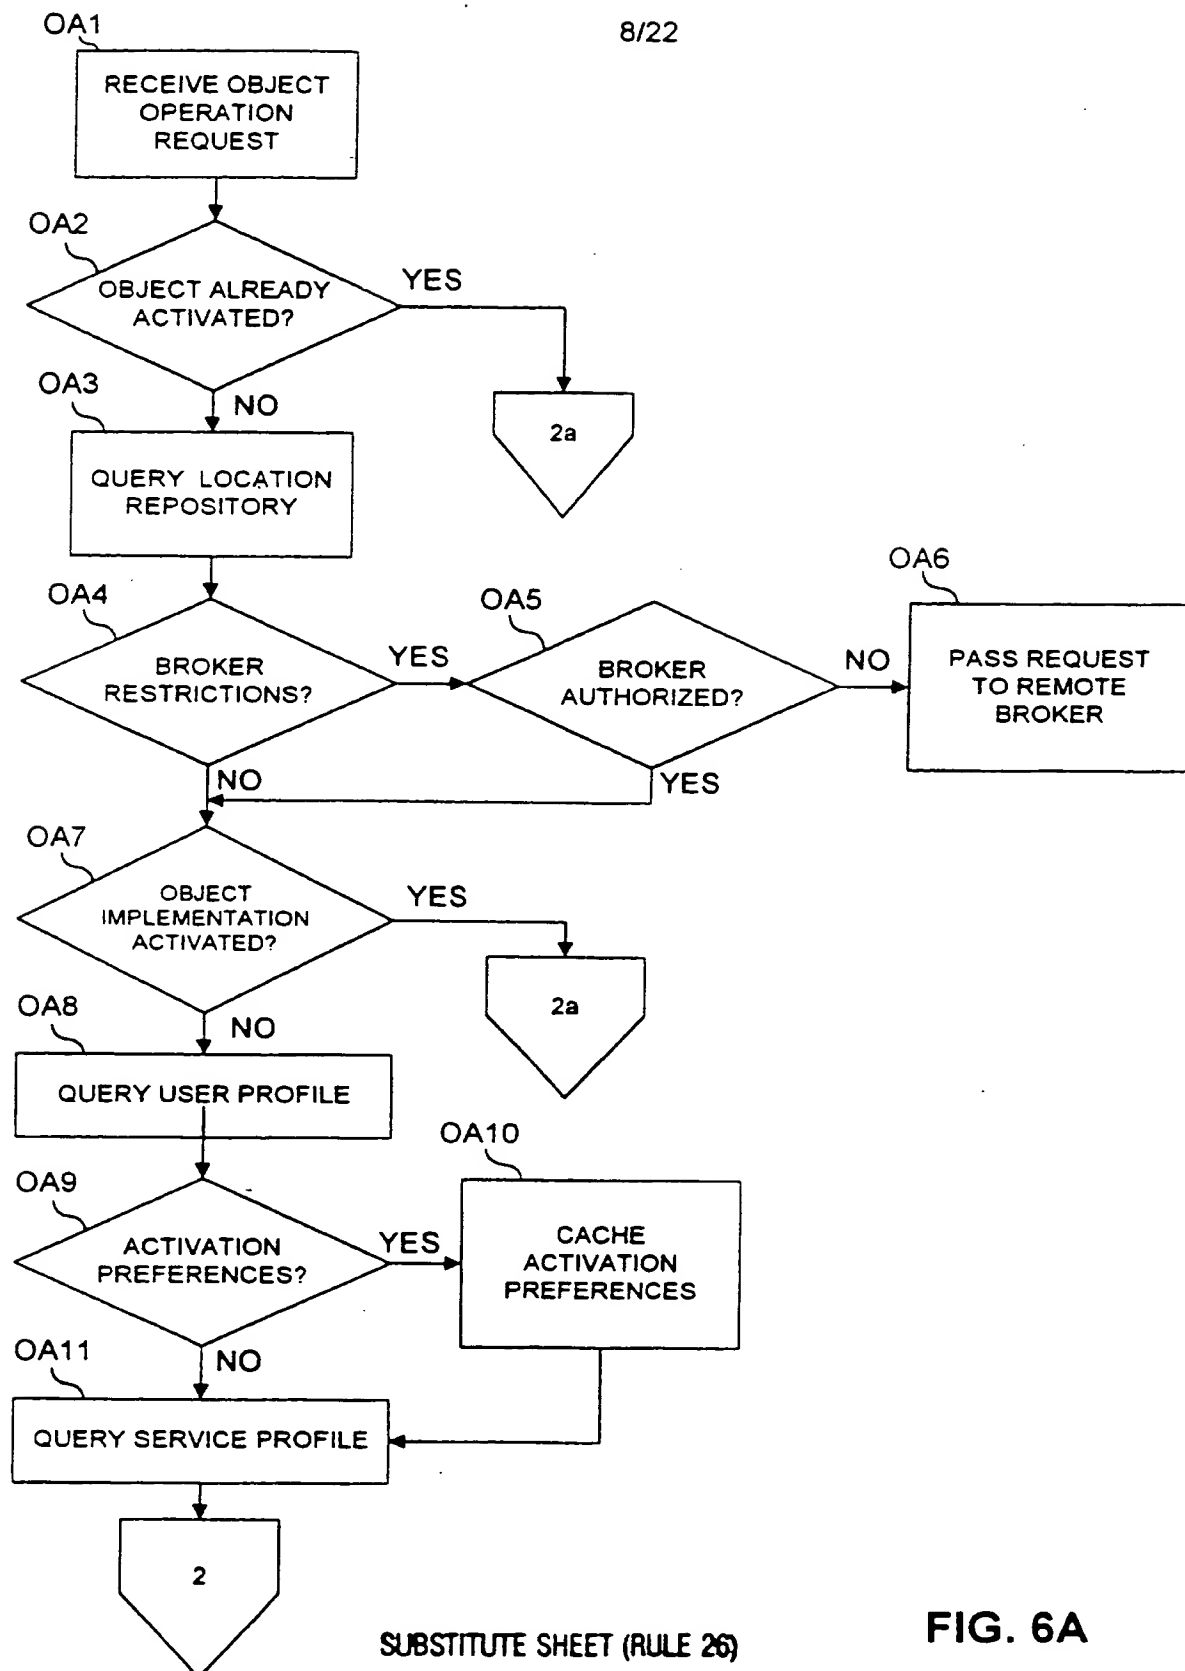 8/22
OA1
RECEIVE OBJECT
OPERATION
REQUEST
OA2
OBJECT ALREADY
ACTIVATED?
YES
2a
NO
OA3
QUERY LOCATION
REPOSITORY
OA4
BROKER
RESTRICTIONS?
YES
OA5
BROKER
AUTHORIZED?
NO
OA6
PASS REQUEST
TO REMOTE
BROKER
NO
YES
OA7
OBJECT
IMPLEMENTATION
ACTIVATED?
YES
2a
NO
OA8
QUERY USER PROFILE
OA9
ACTIVATION
PREFERENCES?
YES
OA10
CACHE
ACTIVATION
PREFERENCES
NO
OA11
QUERY SERVICE PROFILE
2
SUBSTITUTE SHEET (RULE 26)
FIG. 6A